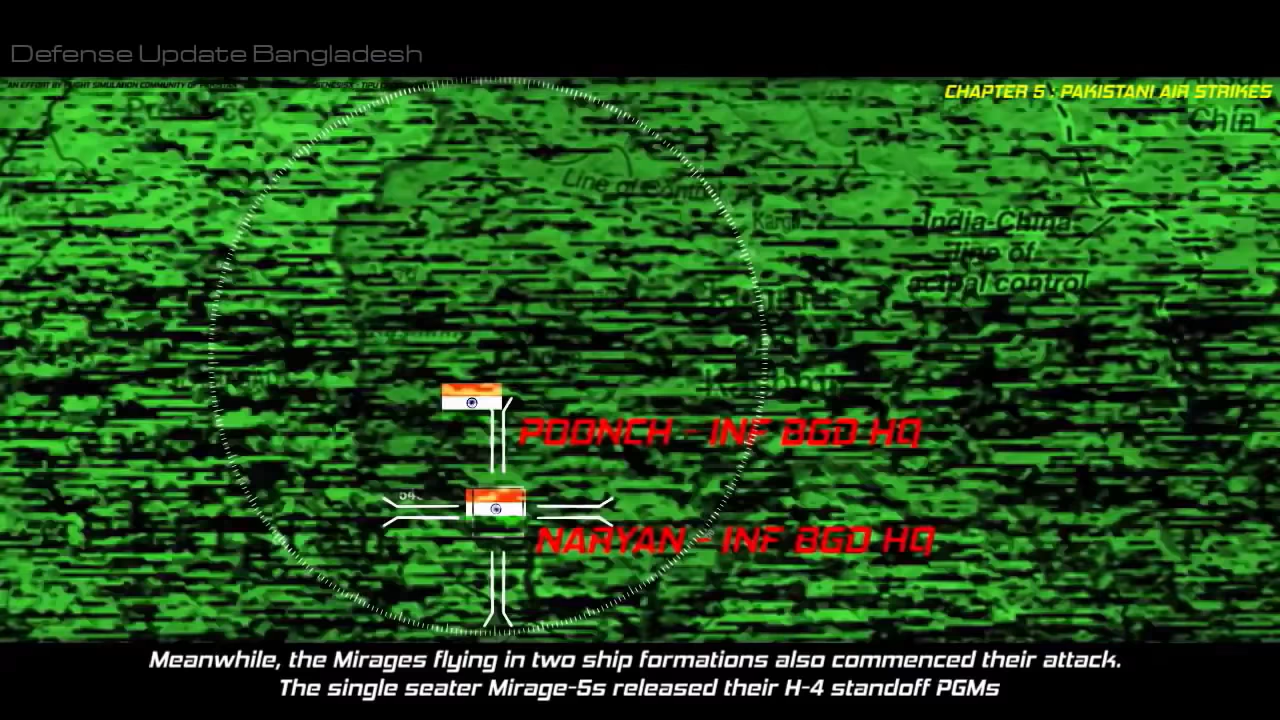 Defense Update Bangladesh
CHAPTER 5 : PAKISTANI AIR STRIKES
Chin
Line of
Kargil
India-China
line of
actual control
POONCH - INF BGD HQ
NARYAN - INF BGD HQ
Meanwhile, the Mirages flying in two ship formations also commenced their attack.
The single seater Mirage-5s released their H-4 standoff PGMs